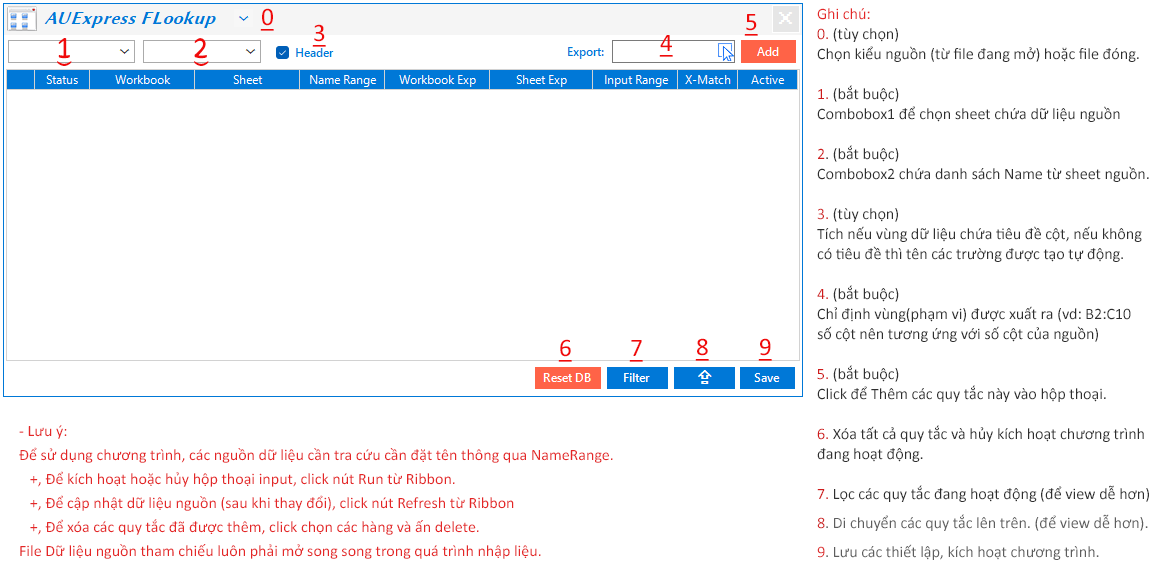 AUExpress FLookup
0
1
2
3
Header
Export:
4
5
Add
Status Workbook Sheet Name Range Workbook Exp Sheet Exp Input Range X-Match Active
6
7
8
9
Reset DB
Filter
Save
- Lưu ý:
Để sử dụng chương trình, các nguồn dữ liệu cần tra cứu cần đặt tên thông qua NameRange.
+, Để kích hoạt hoặc hủy hộp thoại input, click nút Run từ Ribbon.
+, Để cập nhật dữ liệu nguồn (sau khi thay đổi), click nút Refresh từ Ribbon
+, Để xóa các quy tắc đã được thêm, click chọn các hàng và ấn delete.
File Dữ liệu nguồn tham chiếu luôn phải mở song song trong quá trình nhập liệu.
Ghi chú:
0. (tùy chọn)
Chọn kiểu nguồn (từ file đang mở) hoặc file đóng.
1. (bắt buộc)
Combobox1 để chọn sheet chứa dữ liệu nguồn
2. (bắt buộc)
Combobox2 chứa danh sách Name từ sheet nguồn.
3. (tùy chọn)
Tích nếu vùng dữ liệu chứa tiêu đề cột, nếu không
có tiêu đề thì tên các trường được tạo tự động.
4. (bắt buộc)
Chỉ định vùng(phạm vi) được xuất ra (vd: B2:C10
số cột nên tương ứng với số cột của nguồn)
5. (bắt buộc)
Click để Thêm các quy tắc này vào hộp thoại.
6. Xóa tất cả quy tắc và hủy kích hoạt chương trình
đang hoạt động.
7. Lọc các quy tắc đang hoạt động (để view dễ hơn)
8. Di chuyển các quy tắc lên trên. (để view dễ hơn).
9. Lưu các thiết lập, kích hoạt chương trình.